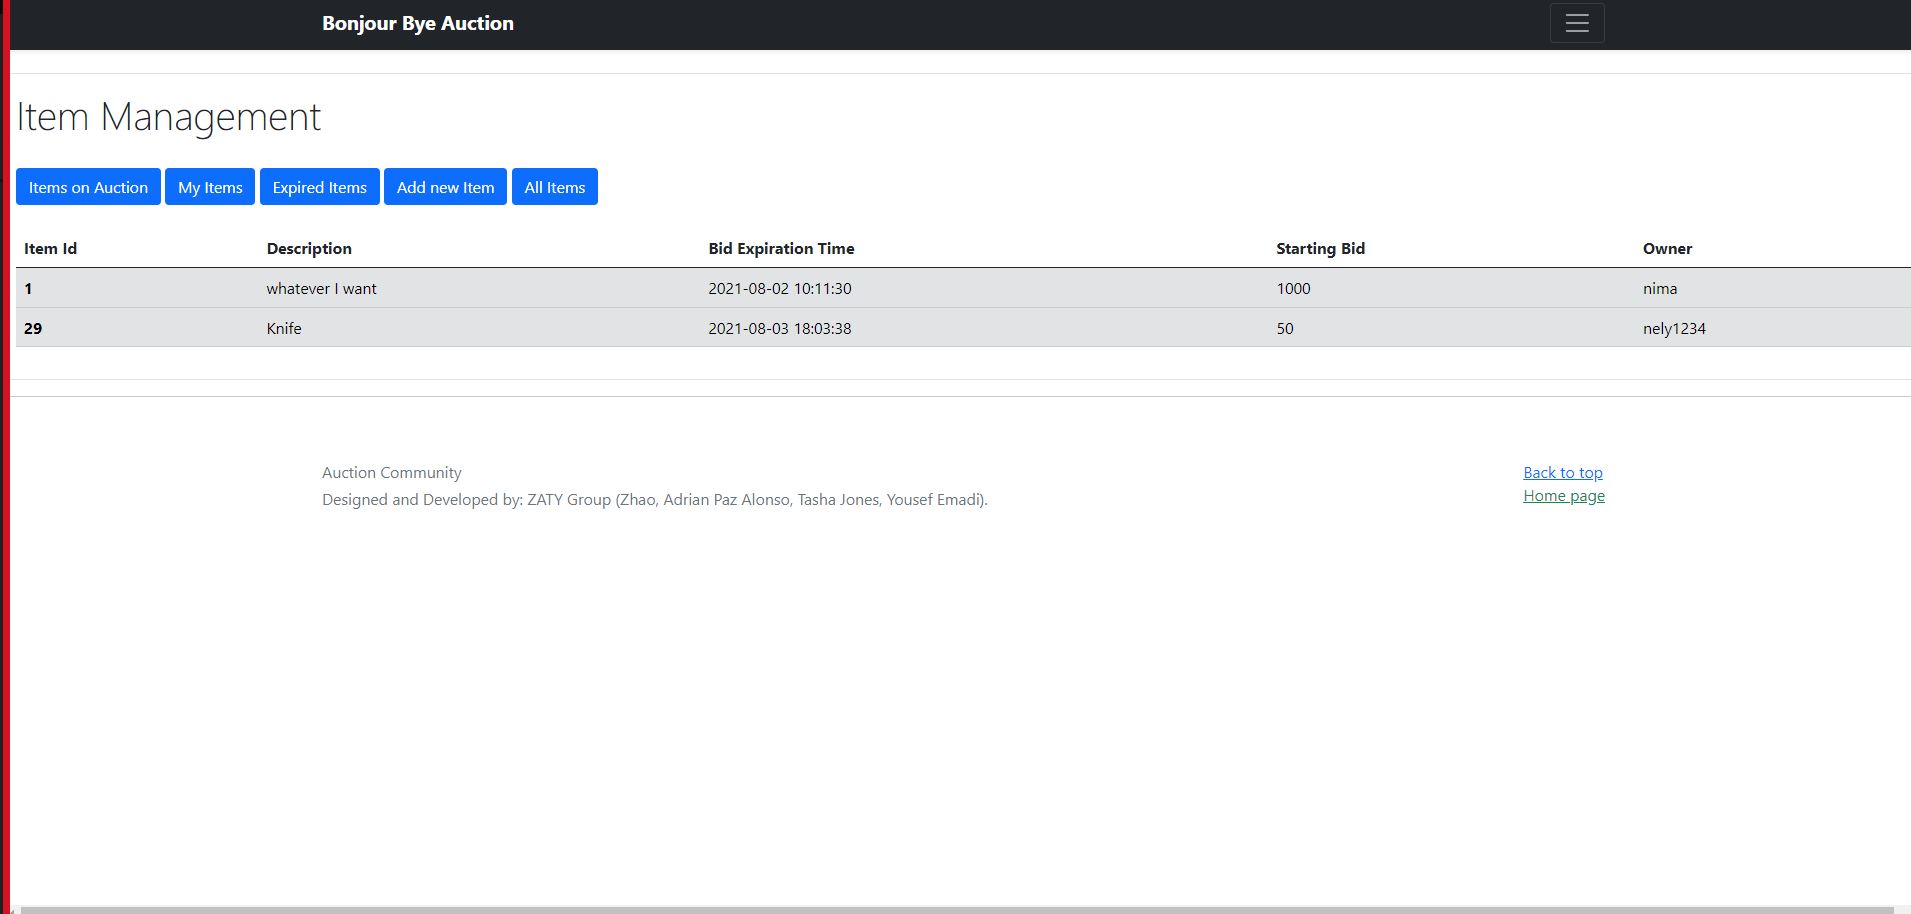 Bonjour Bye Auction
Item Management
Items on Auction My Items Expired Items Add new Item All Items
Item Id Description Bid Expiration Time Starting Bid Owner
1 whatever I want 2021-08-02 10:11:30 1000 nima
29 Knife 2021-08-03 18:03:38 50 nely1234
Auction Community Back to top
Designed and Developed by: ZATY Group (Zhao, Adrian Paz Alonso, Tasha Jones, Yousef Emadi). Home page